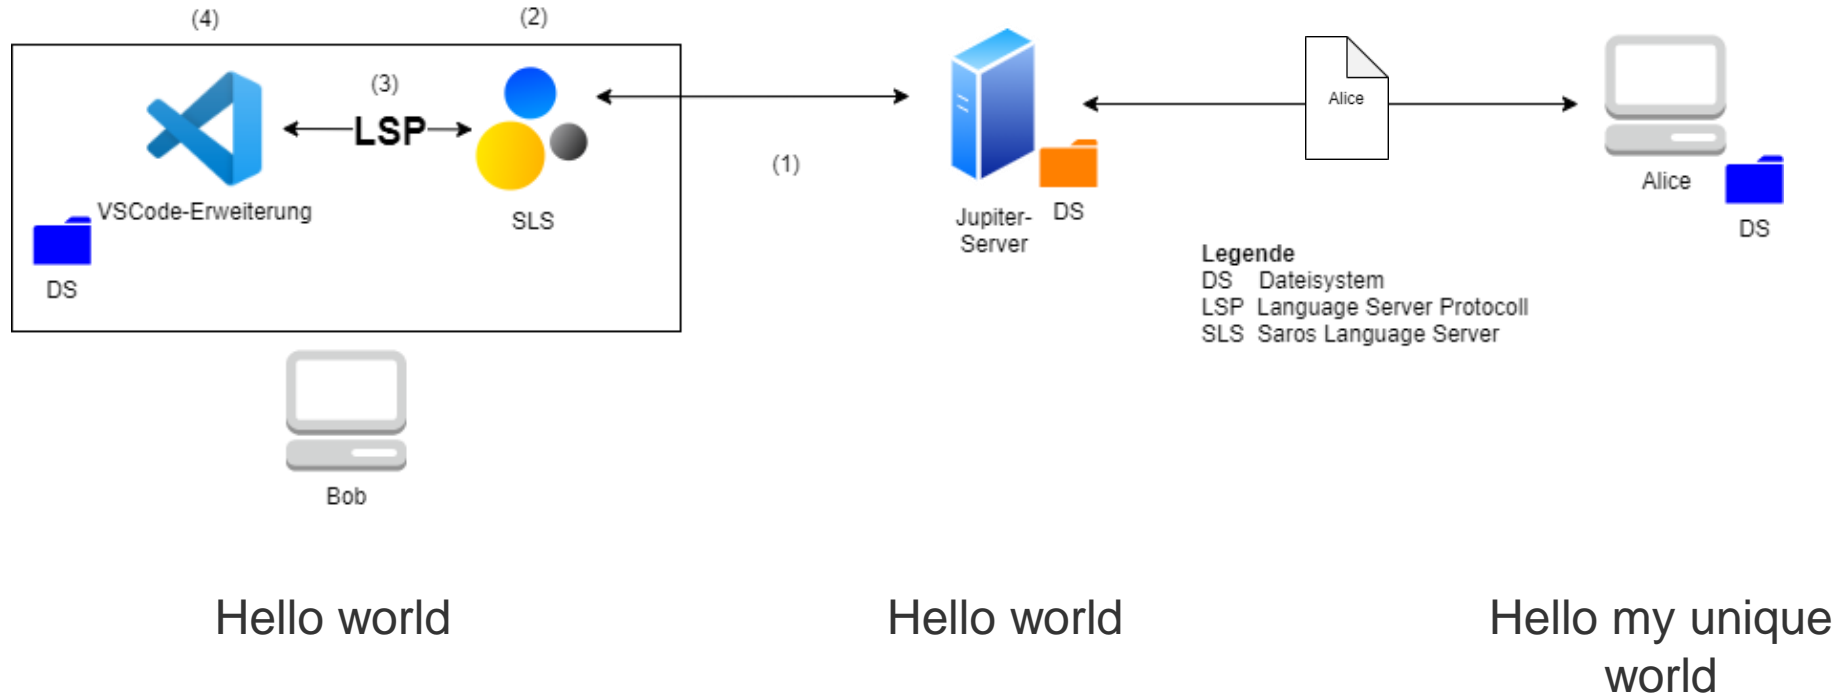 (4)
(2)
(3)
LSP
VSCode-Erweiterung
SLS
DS
Bob
(1)
Jupiter-
Server
DS
Alice
Alice
DS
Legende
DS Dateisystem
LSP Language Server Protocoll
SLS Saros Language Server
Hello world
Hello world
Hello my unique
world